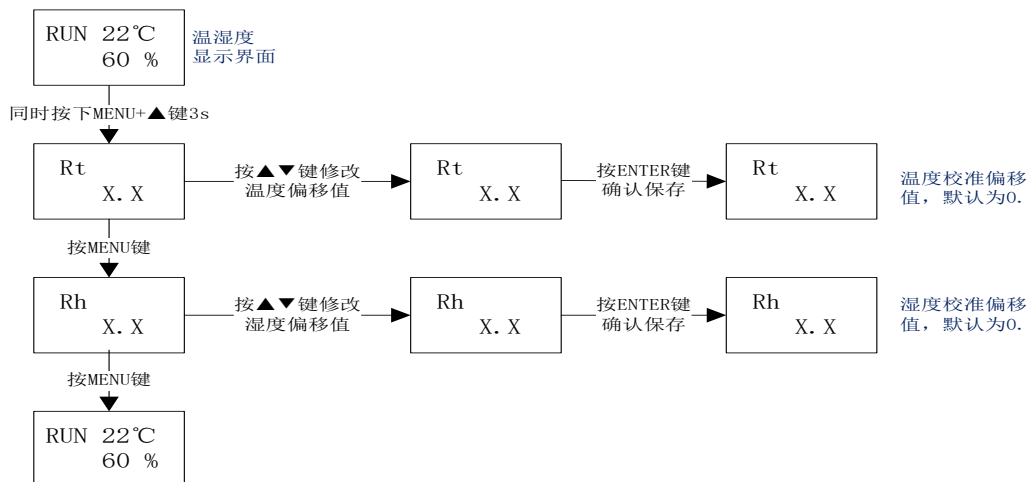 RUN 22℃
60 %
温湿度
显示界面
同时按下MENU+▲键3s
Rt
X.X
按▲▼键修改
温度偏移值
Rt
X.X
按ENTER键
确认保存
Rt
X.X
温度校准偏移
值，默认为0.
按MENU键
Rh
X.X
按▲▼键修改
湿度偏移值
Rh
X.X
按ENTER键
确认保存
Rh
X.X
湿度校准偏移
值，默认为0.
按MENU键
RUN 22℃
60 %